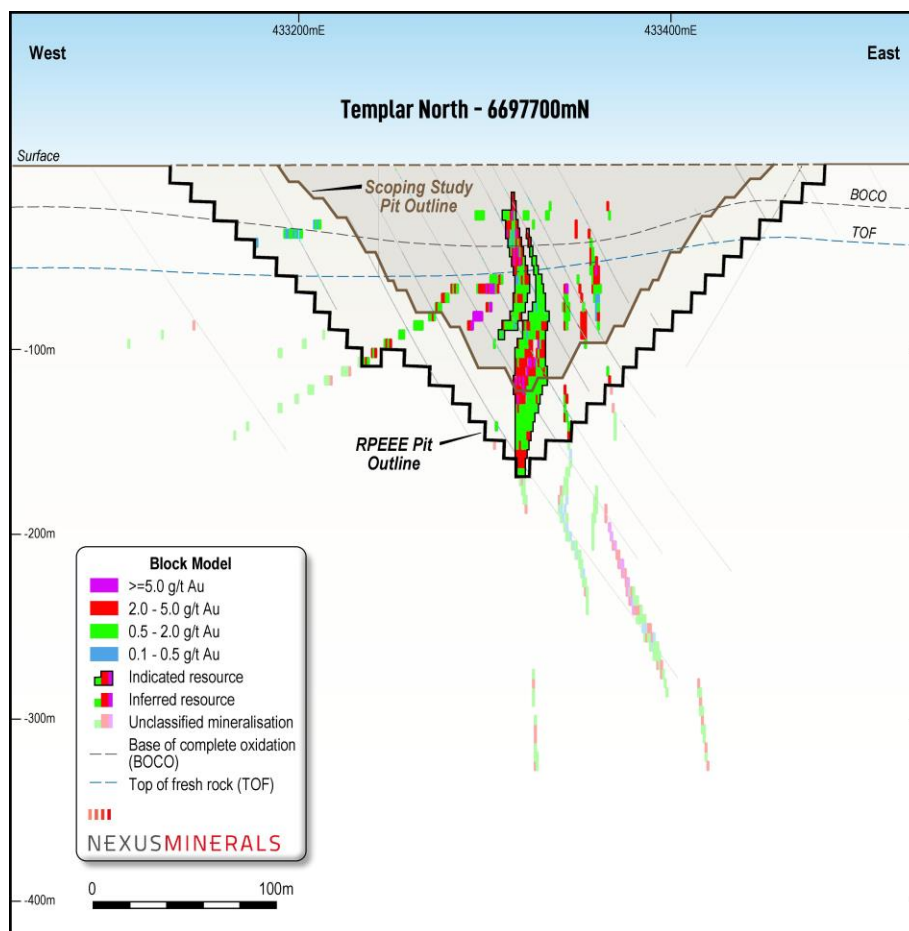 433200mE
433400mE
West
East
Templar North - 6697700mN
Surface
Scoping Study
Pit Outline
BOCO
TOF
-100m
RPEEE Pit
Outline
-200m
Block Model
>=5.0 g/t Au
2.0 - 5.0 g/t Au
0.5 - 2.0 g/t Au
0.1 - 0.5 g/t Au
Indicated resource
Inferred resource
Unclassified mineralisation
Base of complete oxidation
(BOCO)
Top of fresh rock (TOF)
NEXUSMINERALS
-300m
0
100m
-400m